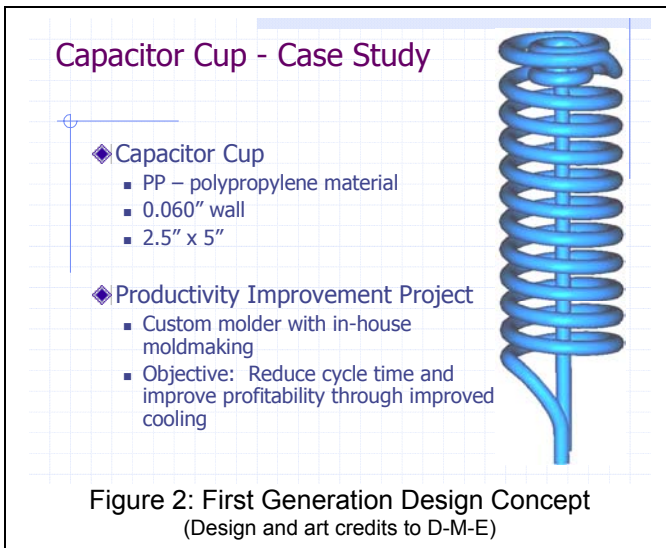 Capacitor Cup - Case Study
Capacitor Cup
PP – polypropylene material
0.060” wall
2.5” x 5”
Productivity Improvement Project
Custom molder with in-house
moldmaking
Objective: Reduce cycle time and
improve profitability through improved
cooling
Figure 2: First Generation Design Concept
(Design and art credits to D-M-E)